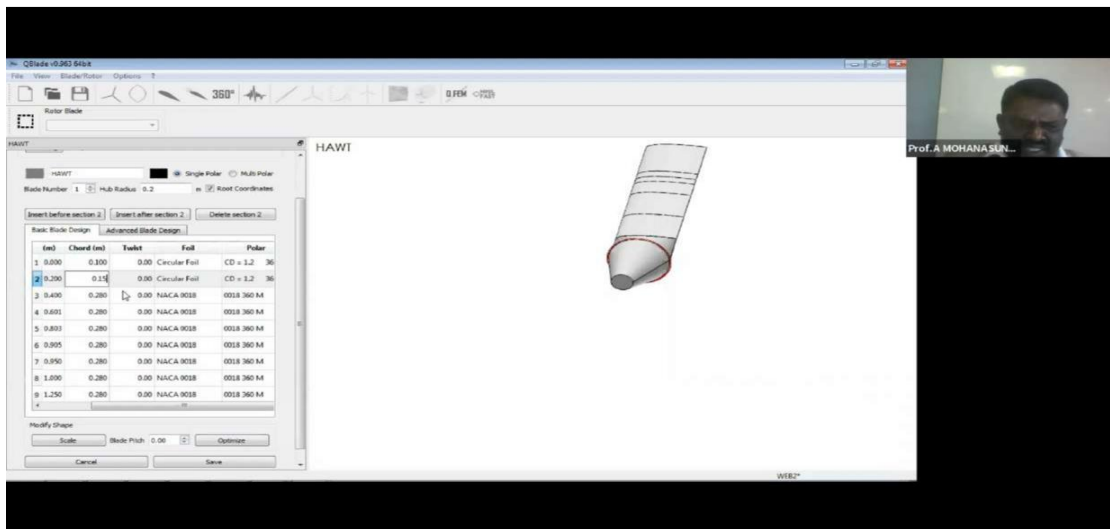 QBlade v0.963 64bit
File View Blade/Rotor Options ?
360° Q FEM
Rotor Blade
HAWT
HAWT
Prof.A MOHANASUN...
HAWT Single Polar Multi Polar
Blade Number 1 Hub Radius 0.2 m Root Coordinates
Insert before section 2 Insert after section 2 Delete section 2
Basic Blade Design Advanced Blade Design
(m) Chord (m) Twist Foil Polar
1 0.000 0.100 0.00 Circular Foil CD = 1.2 36
2 0.200 0.15 0.00 Circular Foil CD = 1.2 36
3 0.400 0.280 0.00 NACA 0018 0018 360 M
4 0.601 0.280 0.00 NACA 0018 0018 360 M
5 0.803 0.280 0.00 NACA 0018 0018 360 M
6 0.905 0.280 0.00 NACA 0018 0018 360 M
7 0.950 0.280 0.00 NACA 0018 0018 360 M
8 1.000 0.280 0.00 NACA 0018 0018 360 M
9 1.250 0.280 0.00 NACA 0018 0018 360 M
Modify Shape
Scale Blade Pitch 0.00 Optimize
Cancel Save
WEB2*